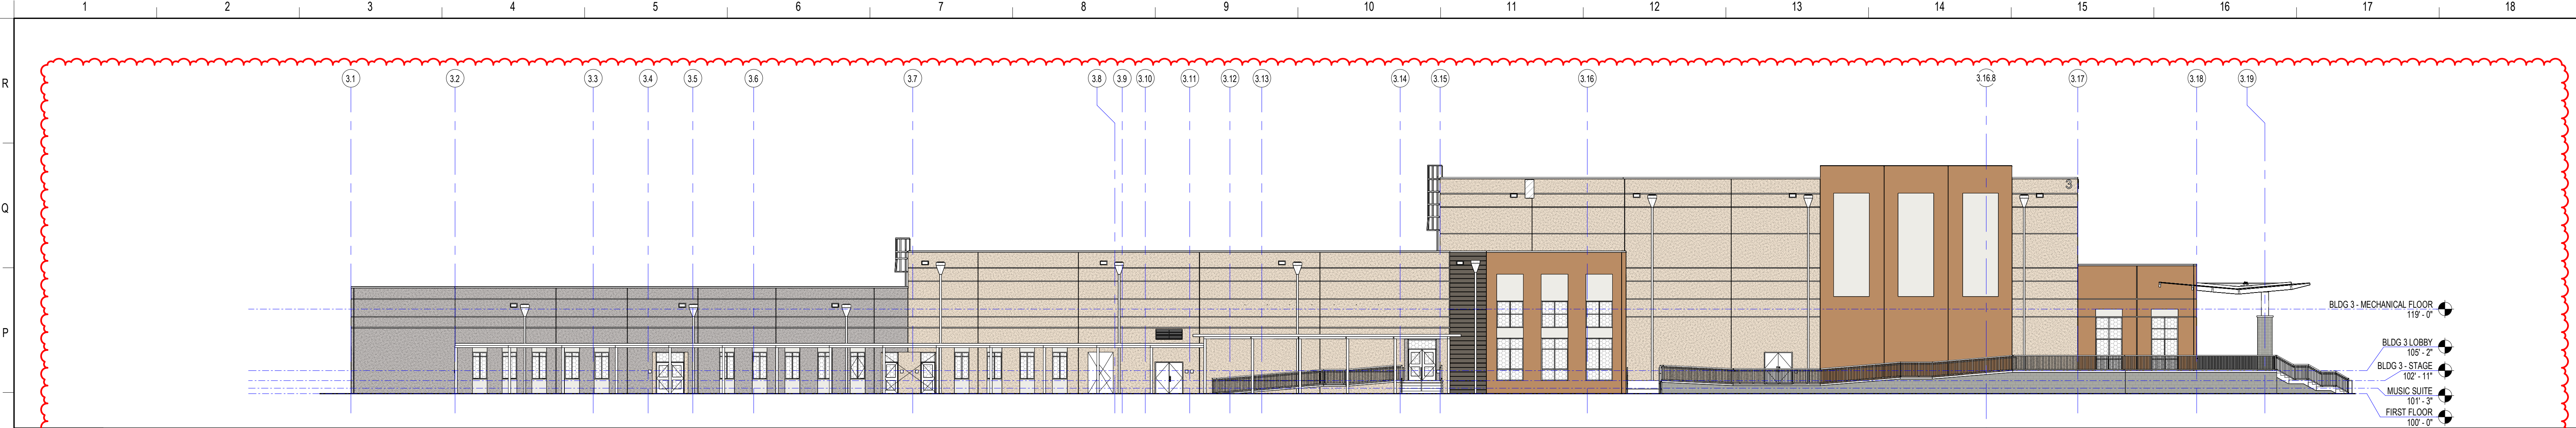 1 2 3 4 5 6 7 8 9 10 11 12 13 14 15 16 17 18
R
3.1 3.2 3.3 3.4 3.5 3.6 3.7 3.8 3.9 3.10 3.11 3.12 3.13 3.14 3.15 3.16 3.16.8 3.17 3.18 3.19
3
Q
BLDG 3 - MECHANICAL FLOOR
119' - 0"
P
BLDG 3 LOBBY
105' - 2"
BLDG 3 - STAGE
102' - 11"
MUSIC SUITE
101' - 3"
FIRST FLOOR
100' - 0"